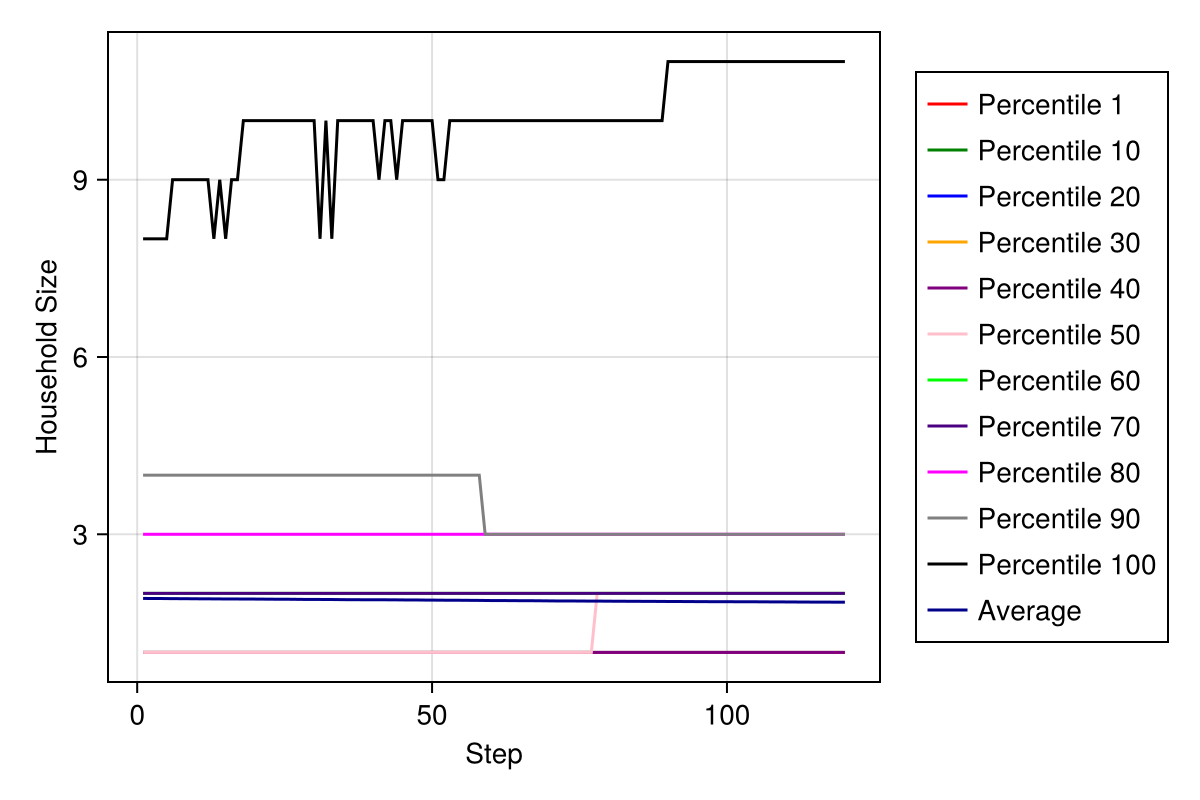 Household Size
9
6
3
0
50
100
Step
Percentile 1
Percentile 10
Percentile 20
Percentile 30
Percentile 40
Percentile 50
Percentile 60
Percentile 70
Percentile 80
Percentile 90
Percentile 100
Average